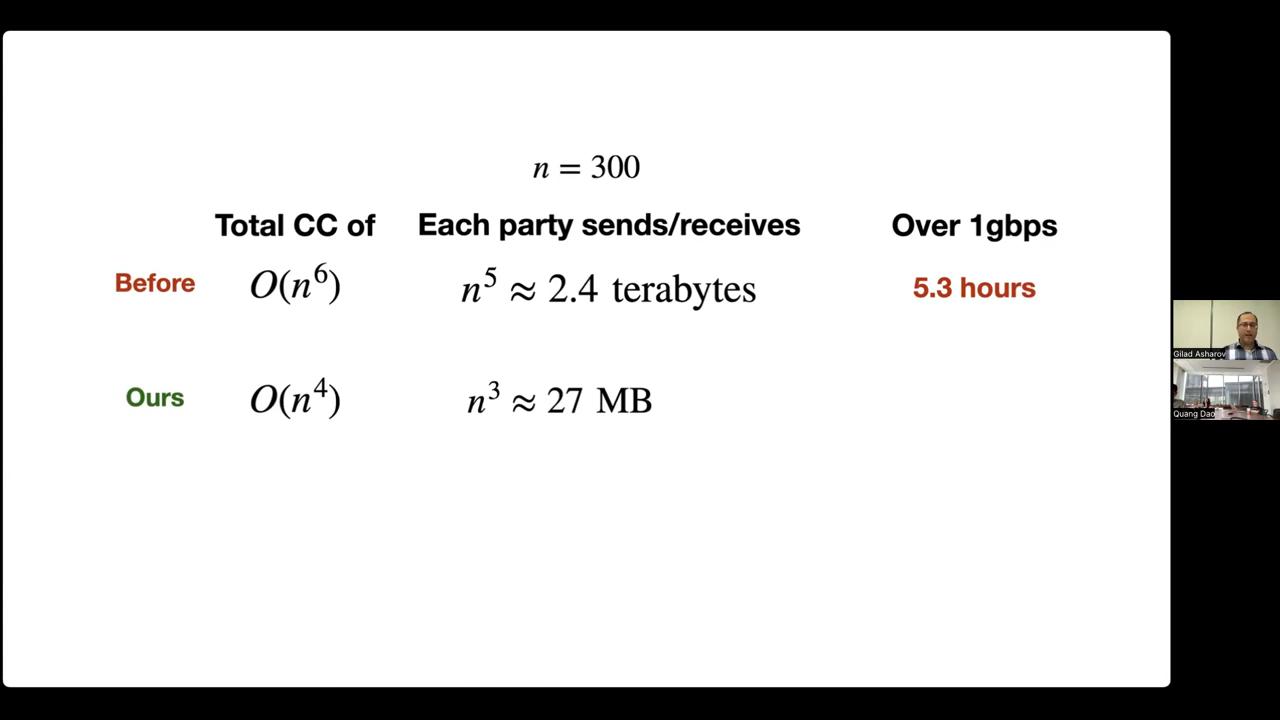 n = 300
Total CC of Each party sends/receives Over 1gbps
Before O(n⁶) n⁵ ≈ 2.4 terabytes 5.3 hours
Ours O(n⁴) n³ ≈ 27 MB
Gilad Asharov
Quang Dao